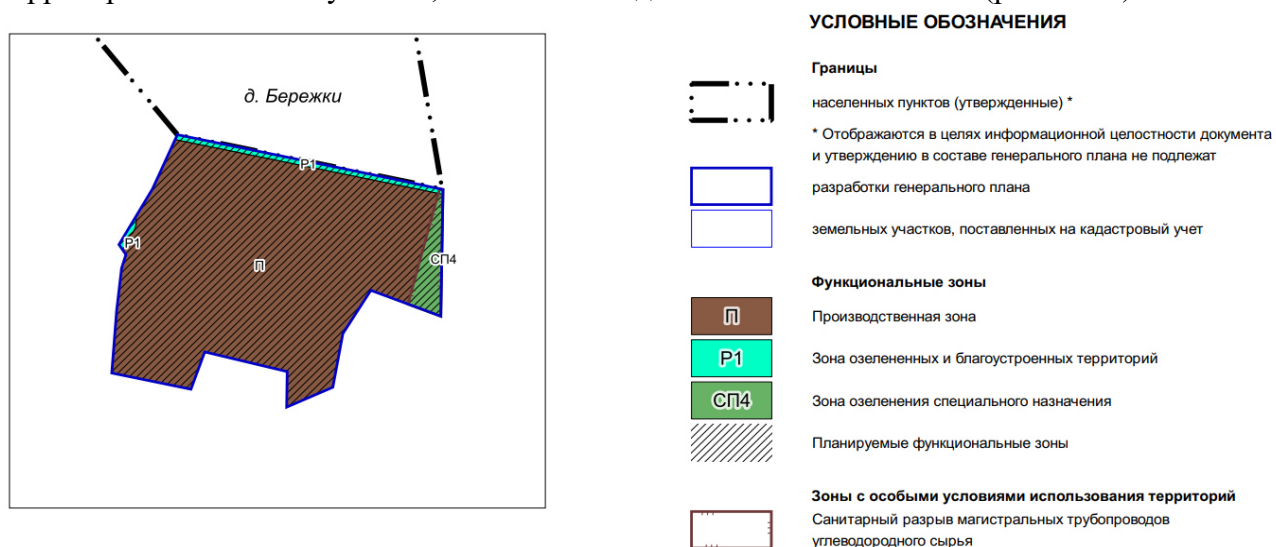 УСЛОВНЫЕ ОБОЗНАЧЕНИЯ
д. Бережки
Р1
Р1
П
СП4
Границы
населенных пунктов (утвержденные) *
* Отображаются в целях информационной целостности документа
и утверждению в составе генерального плана не подлежат
разработки генерального плана
земельных участков, поставленных на кадастровый учет
Функциональные зоны
П Производственная зона
Р1 Зона озелененных и благоустроенных территорий
СП4 Зона озеленения специального назначения
Планируемые функциональные зоны
Зоны с особыми условиями использования территорий
Санитарный разрыв магистральных трубопроводов
углеводородного сырья